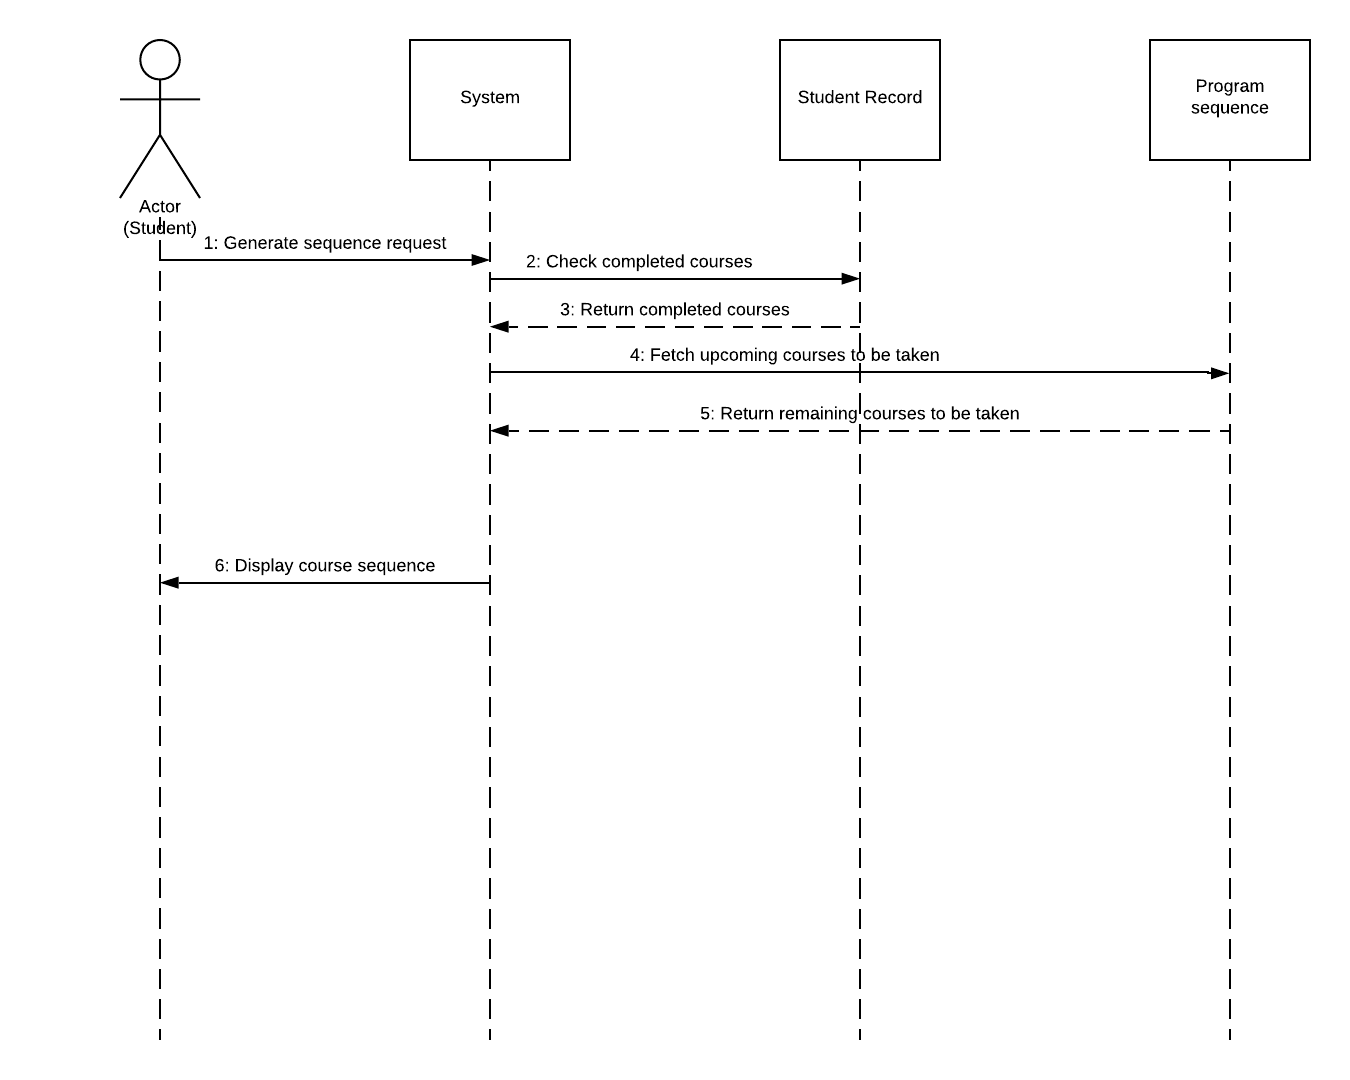 System
Student Record
Program
sequence
Actor
(Student)
1: Generate sequence request
2: Check completed courses
3: Return completed courses
4: Fetch upcoming courses to be taken
5: Return remaining courses to be taken
6: Display course sequence